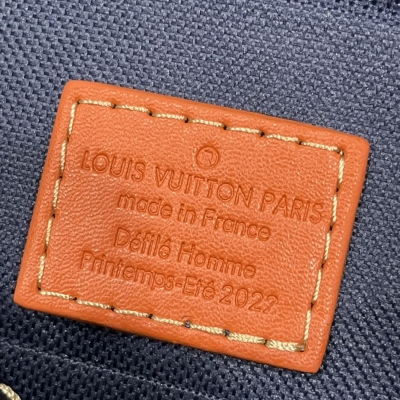 LOUIS VUITTON PARIS
made in France
Défilé Homme
Printemps-Eté 2022